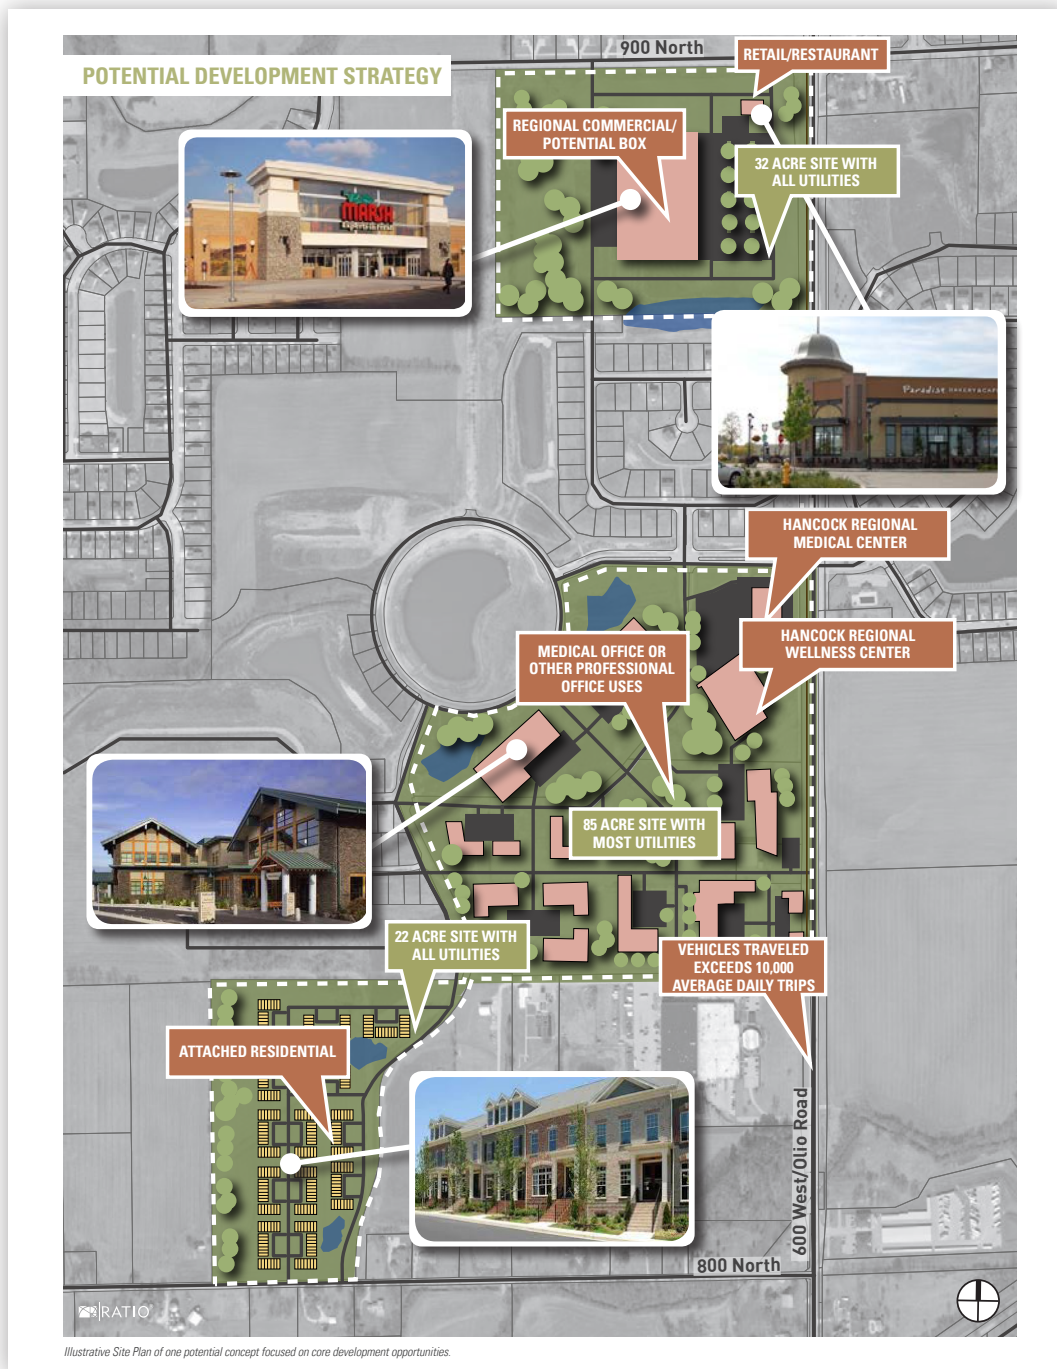 900 North
RETAIL/RESTAURANT
POTENTIAL DEVELOPMENT STRATEGY
REGIONAL COMMERCIAL/
POTENTIAL BOX
32 ACRE SITE WITH
ALL UTILITIES
MARSH
Paradise BAKERY & CAFE
HANCOCK REGIONAL
MEDICAL CENTER
HANCOCK REGIONAL
WELLNESS CENTER
MEDICAL OFFICE OR
OTHER PROFESSIONAL
OFFICE USES
85 ACRE SITE WITH
MOST UTILITIES
22 ACRE SITE WITH
ALL UTILITIES
VEHICLES TRAVELED
EXCEEDS 10,000
AVERAGE DAILY TRIPS
ATTACHED RESIDENTIAL
600 West/Olio Road
800 North
RATIO
Illustrative Site Plan of one potential concept focused on core development opportunities.